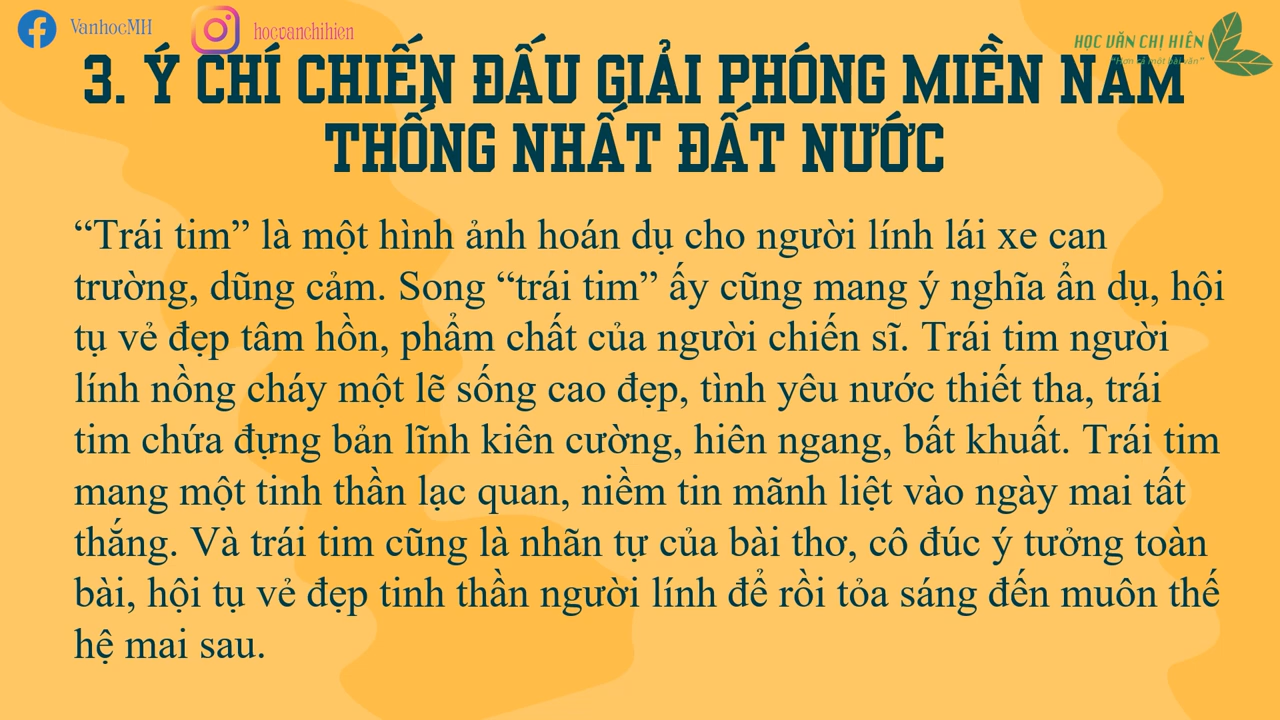 VanhocMH
hocvanchihien
HỌC VĂN CHỊ HIÊN
"Hơn cả một bài văn"
3. Ý CHÍ CHIẾN ĐẤU GIẢI PHÓNG MIỀN NAM
THỐNG NHẤT ĐẤT NƯỚC
“Trái tim” là một hình ảnh hoán dụ cho người lính lái xe can
trường, dũng cảm. Song “trái tim” ấy cũng mang ý nghĩa ẩn dụ, hội
tụ vẻ đẹp tâm hồn, phẩm chất của người chiến sĩ. Trái tim người
lính nồng cháy một lẽ sống cao đẹp, tình yêu nước thiết tha, trái
tim chứa đựng bản lĩnh kiên cường, hiên ngang, bất khuất. Trái tim
mang một tinh thần lạc quan, niềm tin mãnh liệt vào ngày mai tất
thắng. Và trái tim cũng là nhãn tự của bài thơ, cô đúc ý tưởng toàn
bài, hội tụ vẻ đẹp tinh thần người lính để rồi tỏa sáng đến muôn thế
hệ mai sau.